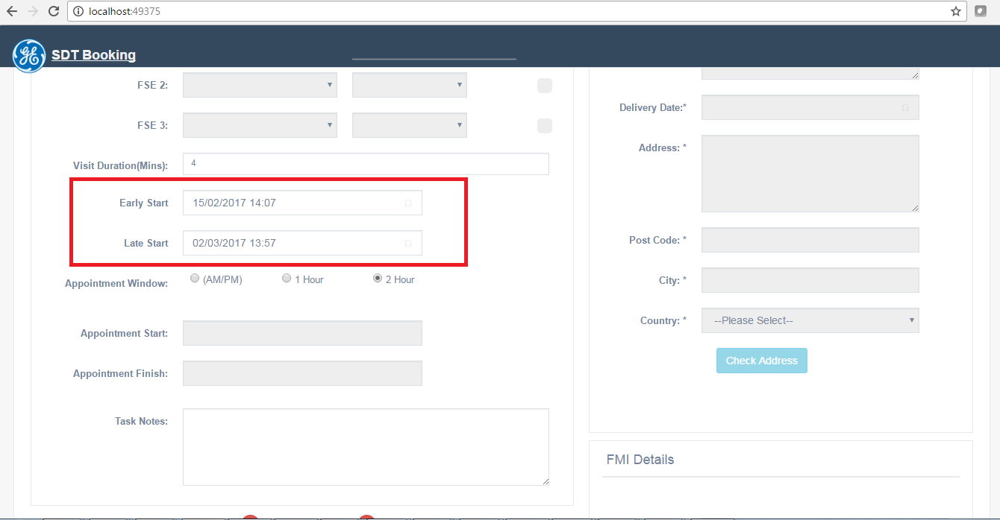 localhost:49375
SDT Booking
FSE 2:
FSE 3:
Visit Duration(Mins): 4
Early Start 15/02/2017 14:07
Late Start 02/03/2017 13:57
Appointment Window: (AM/PM) 1 Hour 2 Hour
Appointment Start:
Appointment Finish:
Task Notes:
Delivery Date:*
Address: *
Post Code: *
City: *
Country: * --Please Select--
Check Address
FMI Details